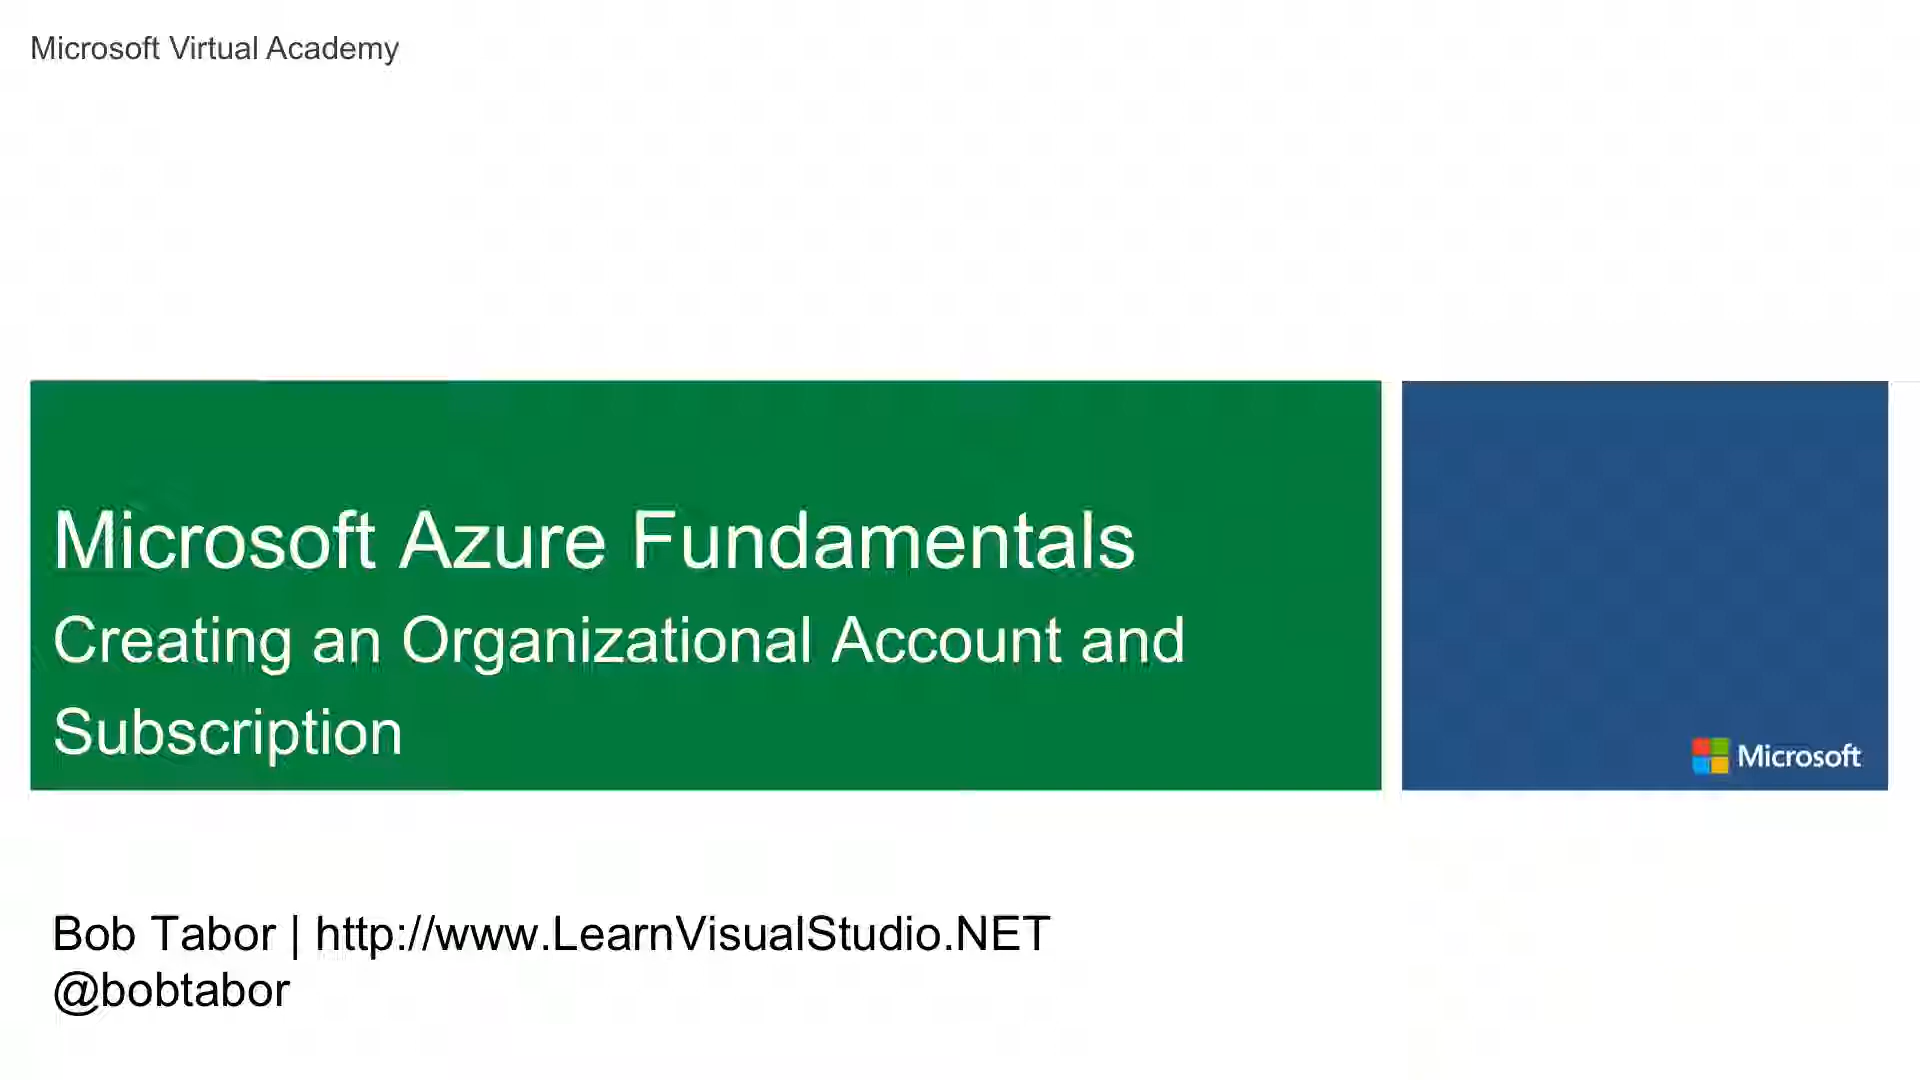 Microsoft Virtual Academy
Microsoft Azure Fundamentals
Creating an Organizational Account and
Subscription
Microsoft
Bob Tabor | http://www.LearnVisualStudio.NET
@bobtabor